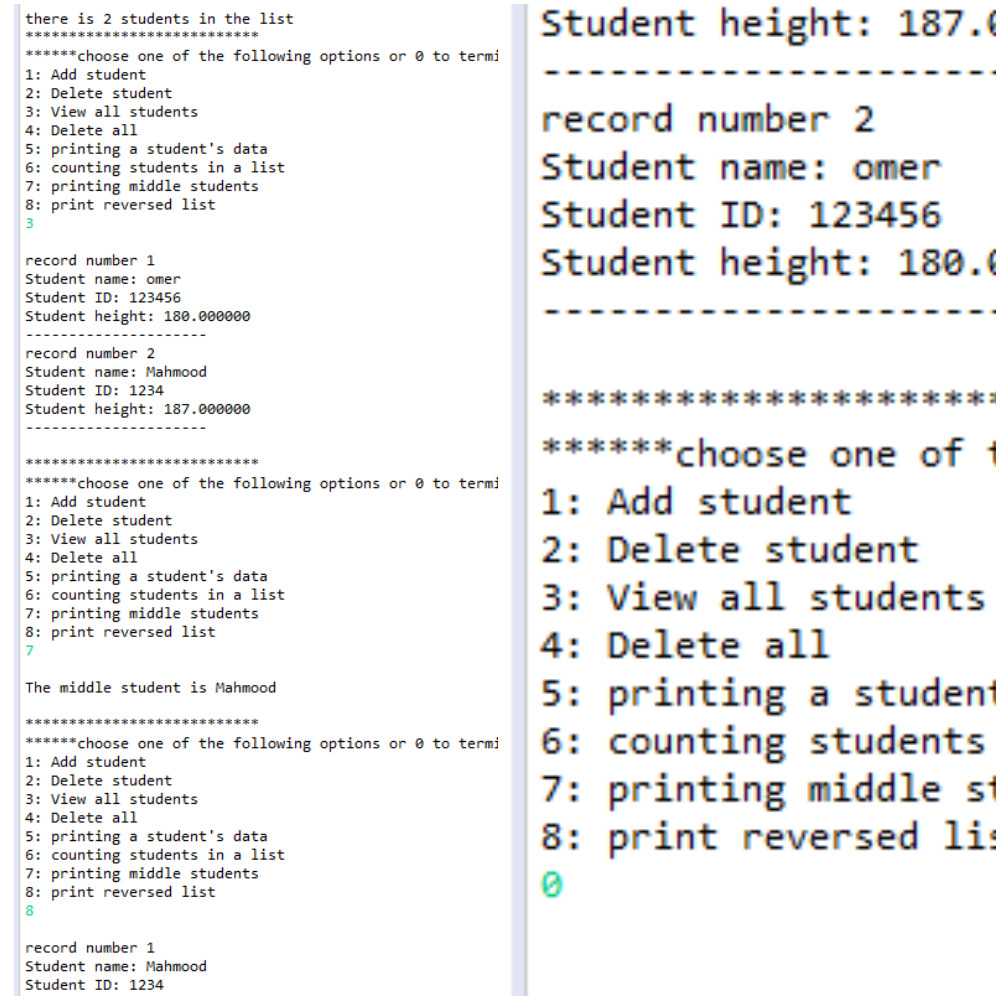 there is 2 students in the list
***************************
******choose one of the following options or 0 to termi
1: Add student
2: Delete student
3: View all students
4: Delete all
5: printing a student's data
6: counting students in a list
7: printing middle students
8: print reversed list
3
record number 1
Student name: omer
Student ID: 123456
Student height: 180.000000
---------------------
record number 2
Student name: Mahmood
Student ID: 1234
Student height: 187.000000
---------------------
***************************
******choose one of the following options or 0 to termi
1: Add student
2: Delete student
3: View all students
4: Delete all
5: printing a student's data
6: counting students in a list
7: printing middle students
8: print reversed list
7
The middle student is Mahmood
***************************
******choose one of the following options or 0 to termi
1: Add student
2: Delete student
3: View all students
4: Delete all
5: printing a student's data
6: counting students in a list
7: printing middle students
8: print reversed list
8
record number 1
Student name: Mahmood
Student ID: 1234
Student height: 187.0
---------------------
record number 2
Student name: omer
Student ID: 123456
Student height: 180.0
---------------------
*********************
******choose one of t
1: Add student
2: Delete student
3: View all students
4: Delete all
5: printing a student
6: counting students
7: printing middle st
8: print reversed lis
0